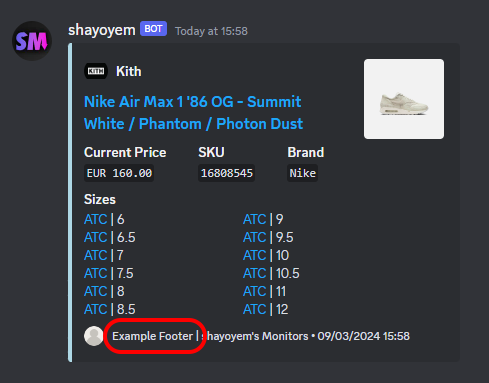 SM
shayoyem BOT Today at 15:58
KITH Kith
Nike Air Max 1 '86 OG - Summit
White / Phantom / Photon Dust
Current Price SKU Brand
EUR 160.00 16808545 Nike
Sizes
ATC | 6 ATC | 9
ATC | 6.5 ATC | 9.5
ATC | 7 ATC | 10
ATC | 7.5 ATC | 10.5
ATC | 8 ATC | 11
ATC | 8.5 ATC | 12
Example Footer | shayoyem's Monitors • 09/03/2024 15:58